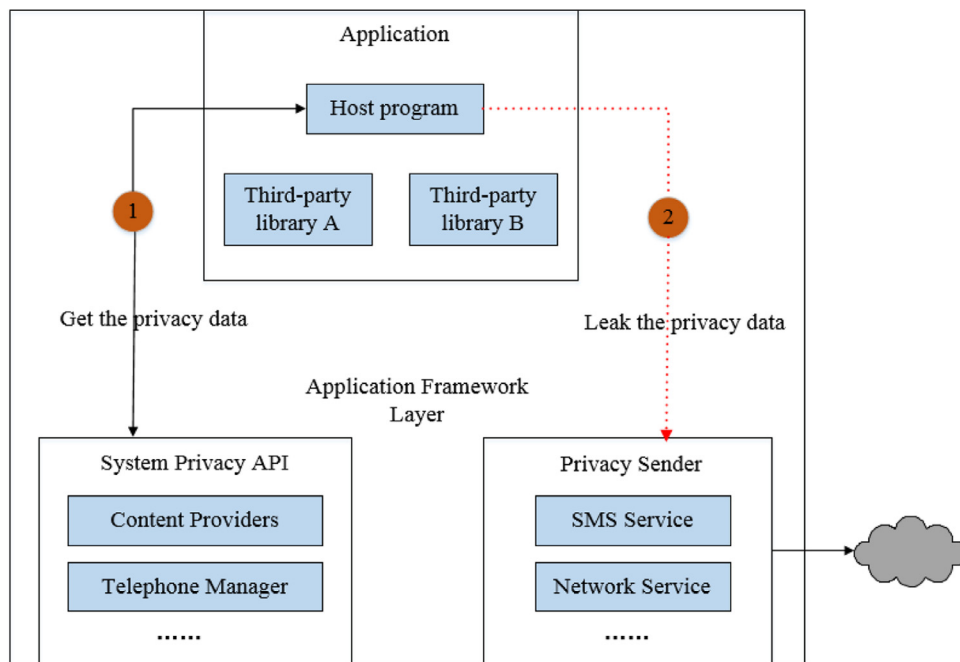 Application
Host program
Third-party
library A
Third-party
library B
1
2
Get the privacy data
Leak the privacy data
Application Framework
Layer
System Privacy API
Content Providers
Telephone Manager
......
Privacy Sender
SMS Service
Network Service
......